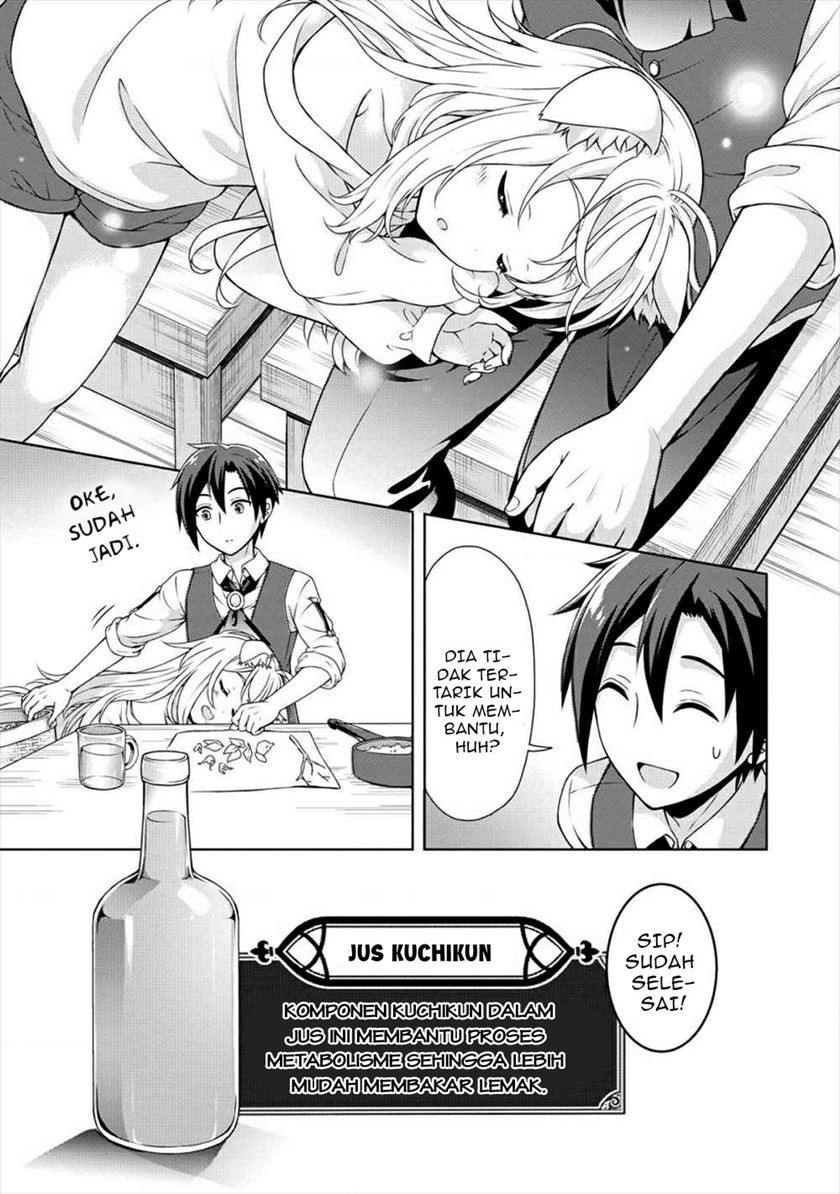 DIA TI-
DAK TER-
TARIK UN-
TUK MEM-
BANTU,
HUH?
OKE,
SUDAH
JADI.
SIP!
SUDAH
SELE-
SAI!
JUS KUCHIKUN
KOMPONEN KUCHIKUN DALAM
JUS INI MEMBANTU PROSES
METABOLISME SEHINGGA LEBIH
MUDAH MEMBAKAR LEMAK.